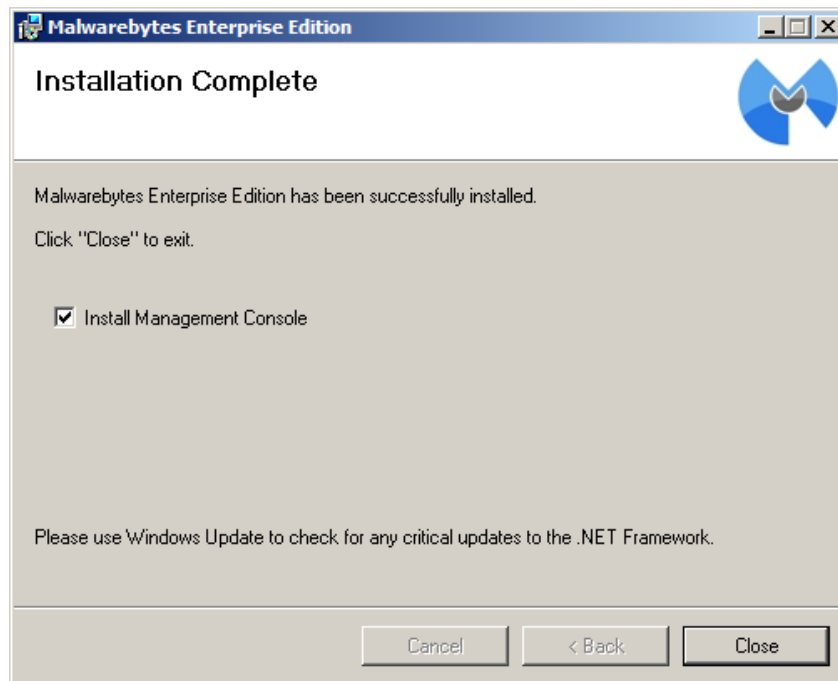 Malwarebytes Enterprise Edition
Installation Complete
Malwarebytes Enterprise Edition has been successfully installed.
Click "Close" to exit.
Install Management Console
Please use Windows Update to check for any critical updates to the .NET Framework.
Cancel
< Back
Close